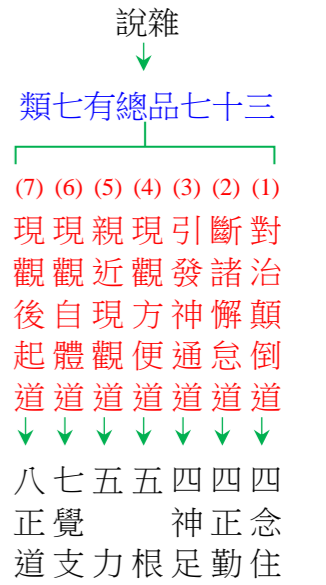 雜說
三十七品總有七類
(1) 對治顛倒道
四念住
(2) 斷諸懈怠道
四正勤
(3) 引發神通道
四神足
(4) 現觀方便道
五根
(5) 親近現觀道
五力
(6) 現觀自體道
七覺支
(7) 現觀後起道
八正道